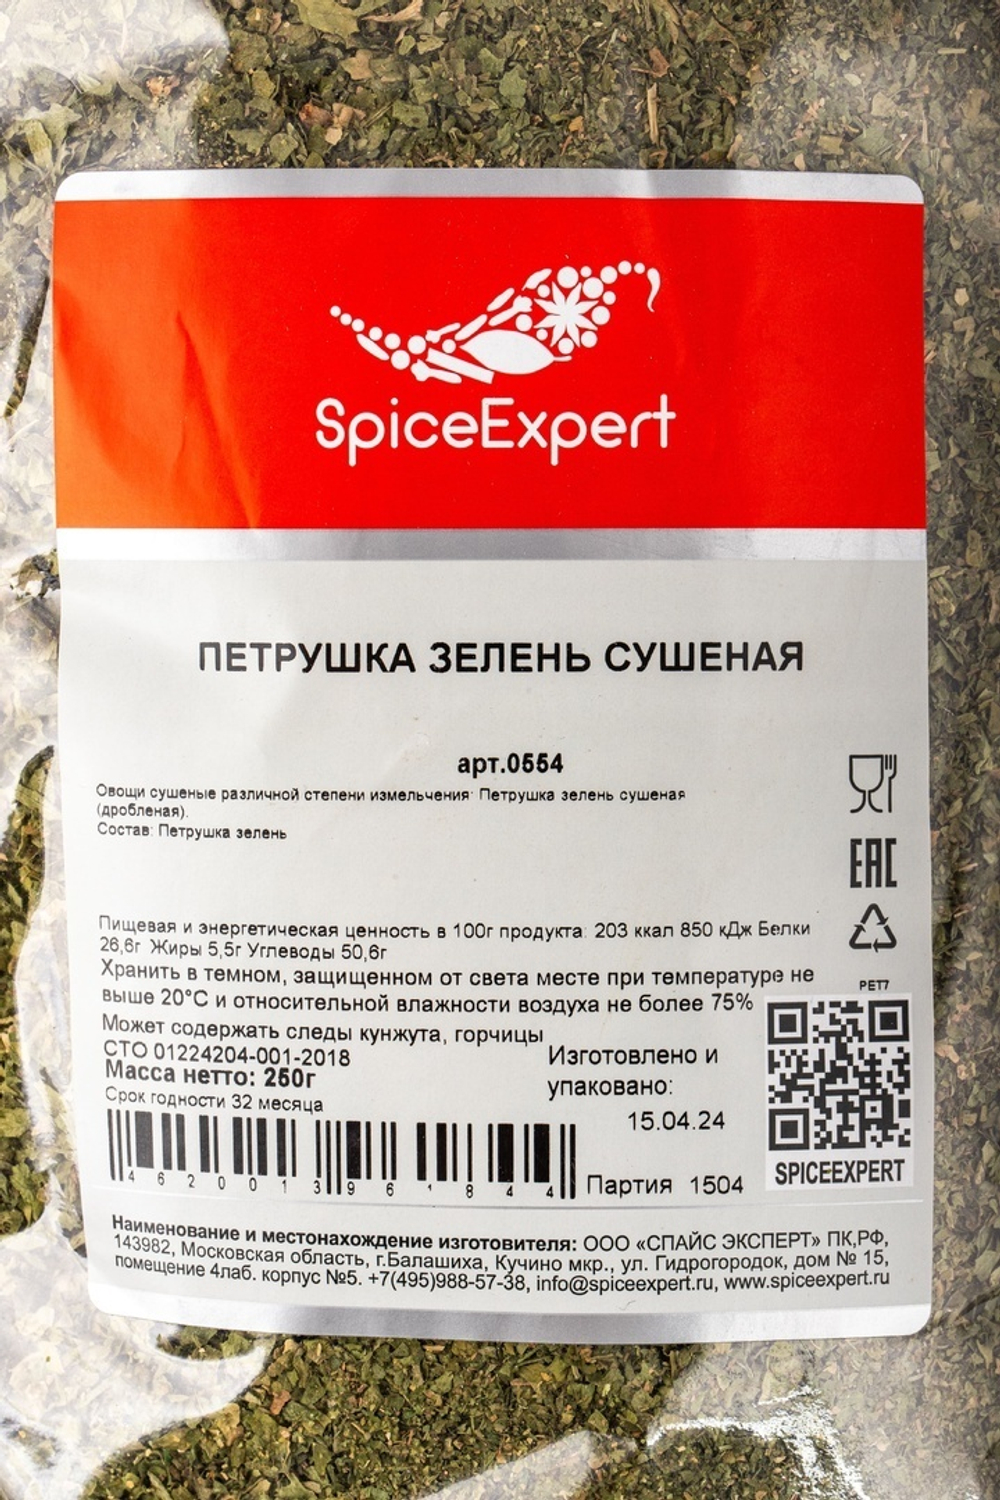 SpiceExpert
ПЕТРУШКА ЗЕЛЕНЬ СУШЕНАЯ
арт.0554
Овощи сушеные различной степени измельчения: Петрушка зелень сушеная
(дробленая).
Состав: Петрушка зелень
EAC
Пищевая и энергетическая ценность в 100г продукта: 203 ккал 850 кДж Белки
26,6г Жиры 5,5г Углеводы 50,6г
Хранить в темном, защищенном от света месте при температуре не
выше 20°С и относительной влажности воздуха не более 75%
PET7
Может содержать следы кунжута, горчицы
СТО 01224204-001-2018
Масса нетто: 250г
Срок годности 32 месяца
Изготовлено и
упаковано:
15.04.24
4620013961844
Партия 1504
SPICEEXPERT
Наименование и местонахождение изготовителя: ООО «СПАЙС ЭКСПЕРТ» ПК,РФ,
143982, Московская область, г.Балашиха, Кучино мкр., ул. Гидрогородок, дом № 15,
помещение 4лаб. корпус №5. +7(495)988-57-38, info@spiceexpert.ru, www.spiceexpert.ru